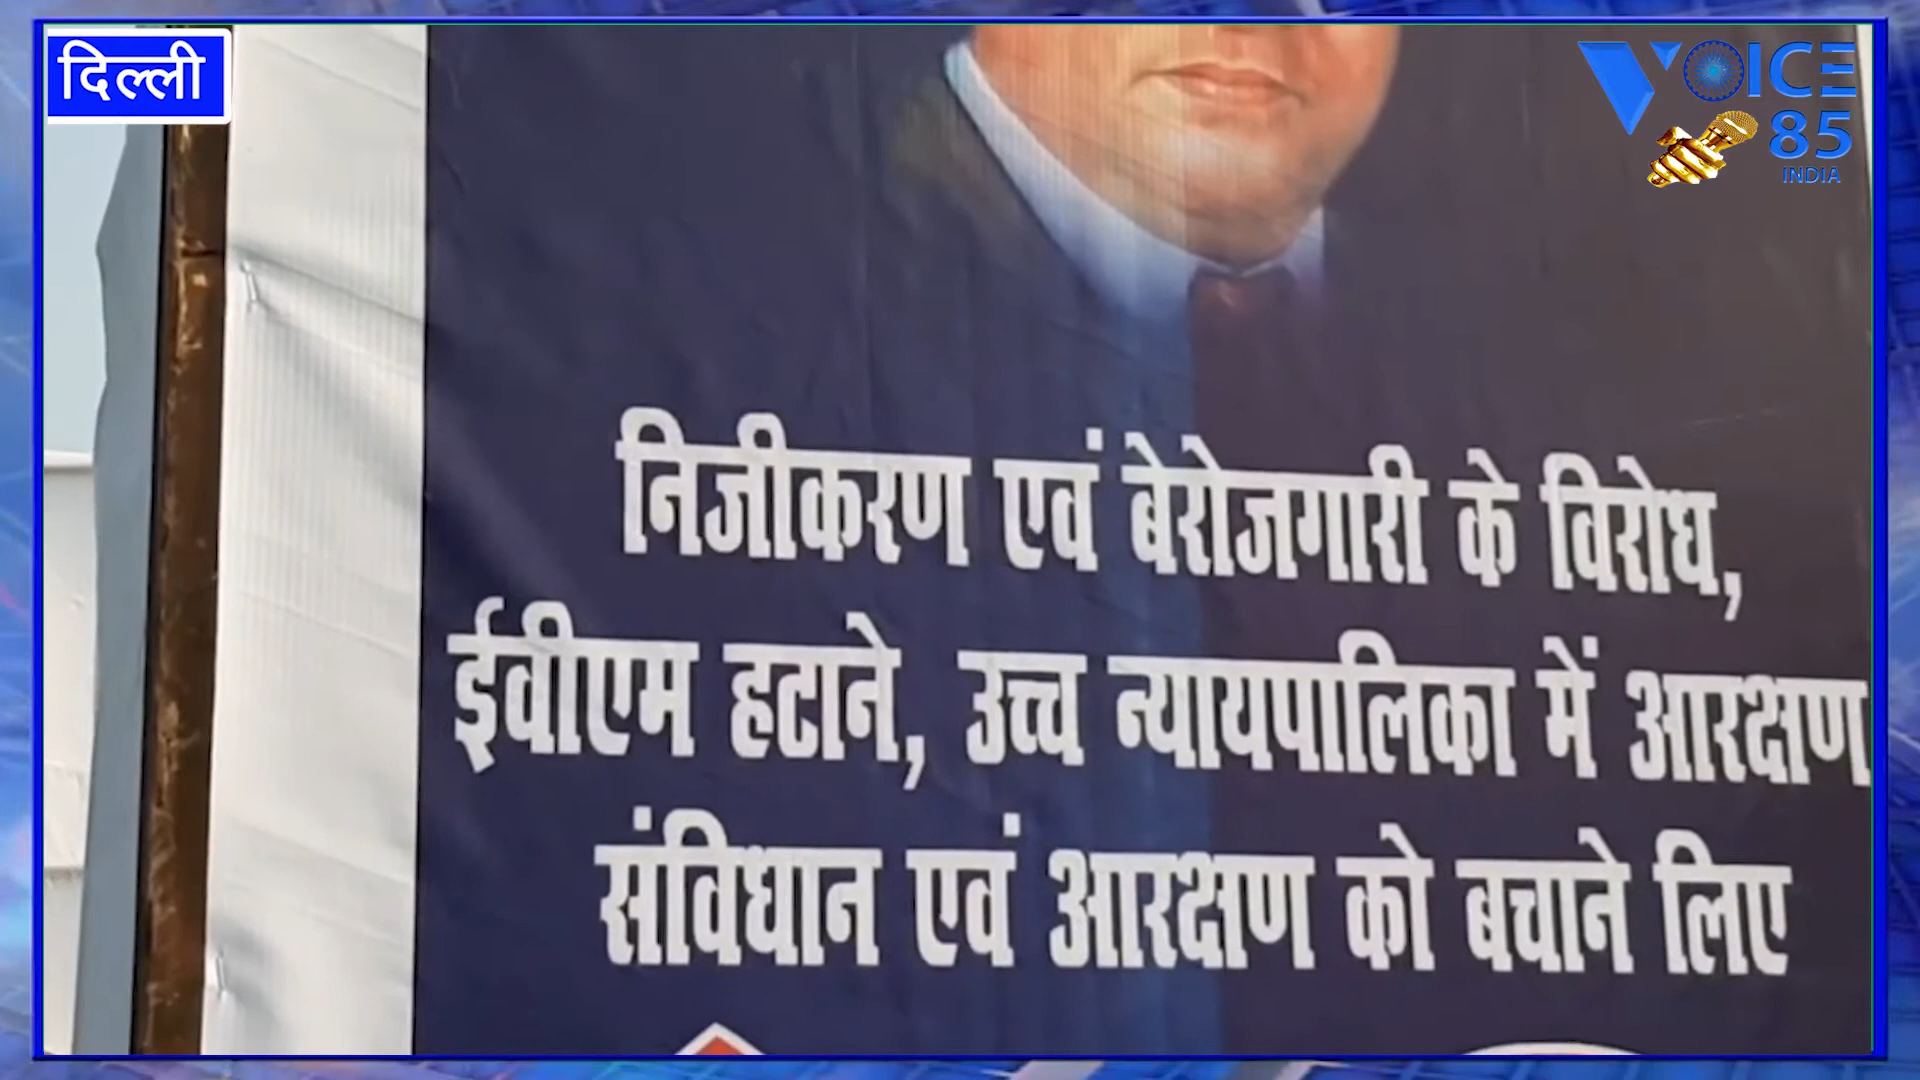 दिल्ली
VOICE
85
INDIA
निजीकरण एवं बेरोजगारी के विरोध,
ईवीएम हटाने, उच्च न्यायपालिका में आरक्षण
संविधान एवं आरक्षण को बचाने लिए